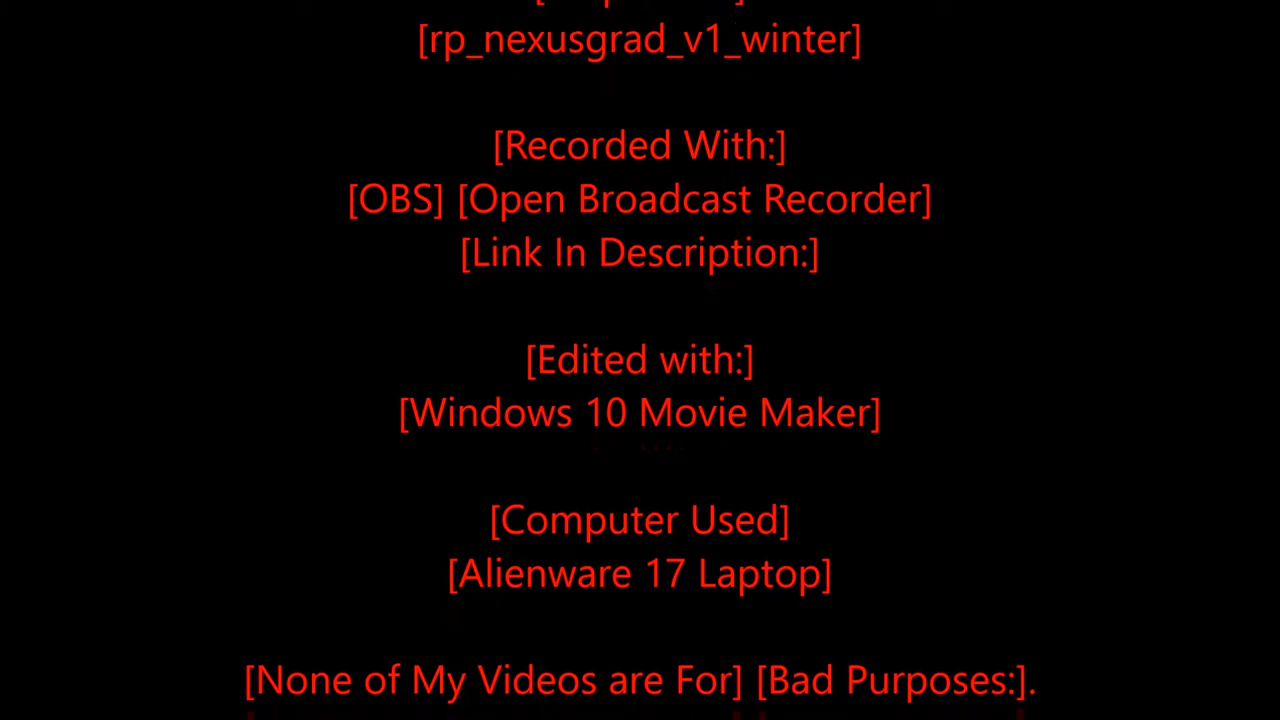 [rp_nexusgrad_v1_winter]
[Recorded With:]
[OBS] [Open Broadcast Recorder]
[Link In Description:]
[Edited with:]
[Windows 10 Movie Maker]
[Computer Used]
[Alienware 17 Laptop]
[None of My Videos are For] [Bad Purposes:].